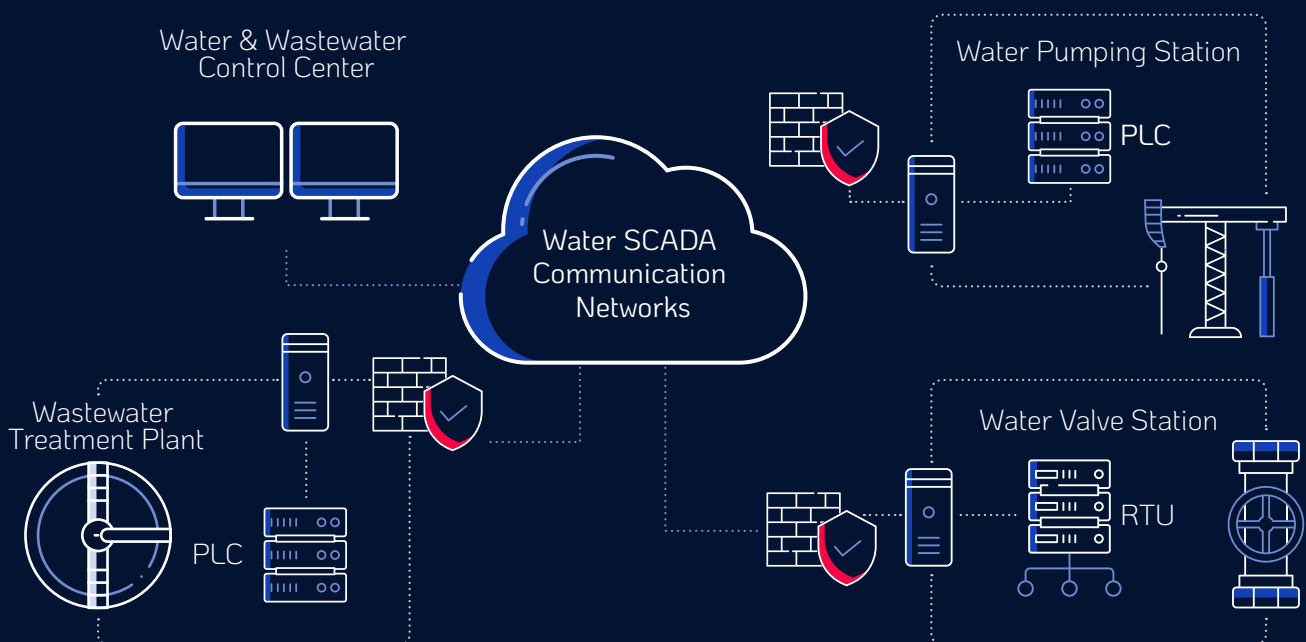 Water & Wastewater
Control Center
Water Pumping Station
PLC
Water SCADA
Communication
Networks
Wastewater
Treatment Plant
PLC
Water Valve Station
RTU